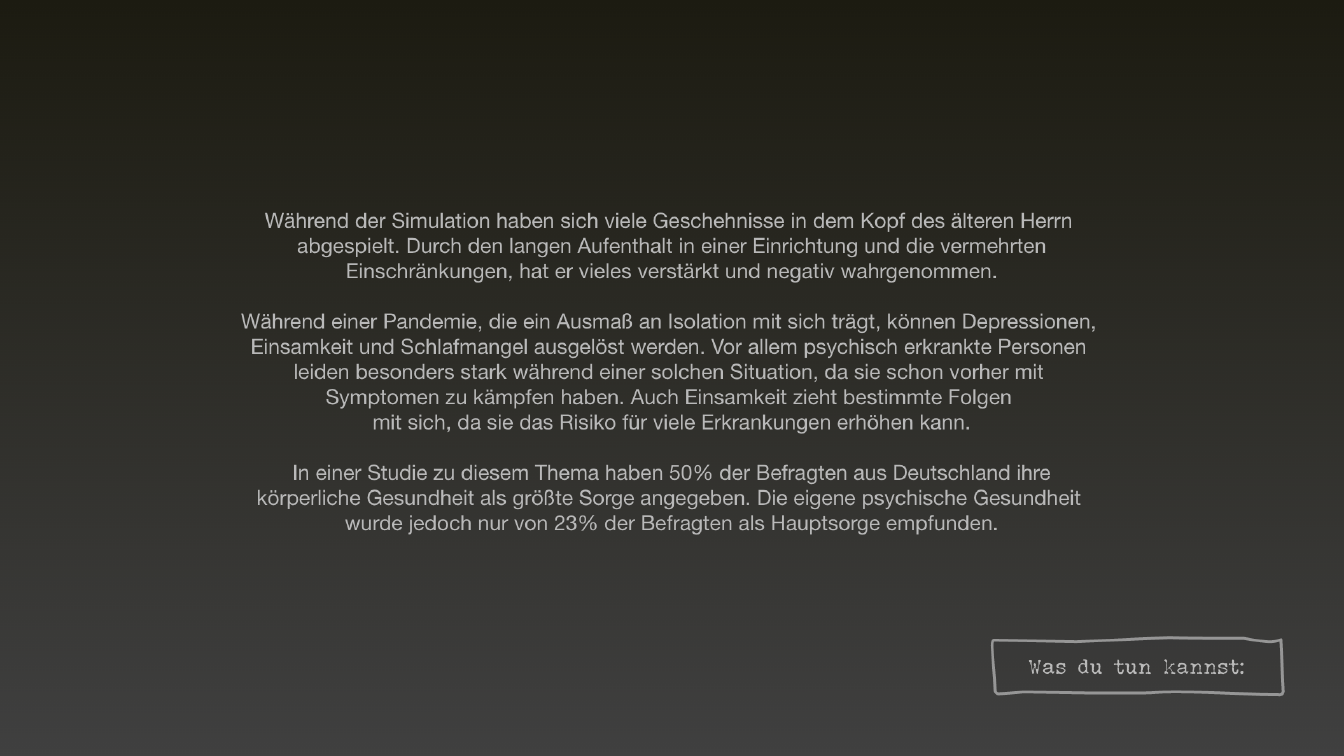 Während der Simulation haben sich viele Geschehnisse in dem Kopf des älteren Herrn
abgespielt. Durch den langen Aufenthalt in einer Einrichtung und die vermehrten
Einschränkungen, hat er vieles verstärkt und negativ wahrgenommen.
Während einer Pandemie, die ein Ausmaß an Isolation mit sich trägt, können Depressionen,
Einsamkeit und Schlafmangel ausgelöst werden. Vor allem psychisch erkrankte Personen
leiden besonders stark während einer solchen Situation, da sie schon vorher mit
Symptomen zu kämpfen haben. Auch Einsamkeit zieht bestimmte Folgen
mit sich, da sie das Risiko für viele Erkrankungen erhöhen kann.
In einer Studie zu diesem Thema haben 50% der Befragten aus Deutschland ihre
körperliche Gesundheit als größte Sorge angegeben. Die eigene psychische Gesundheit
wurde jedoch nur von 23% der Befragten als Hauptsorge empfunden.
Was du tun kannst: